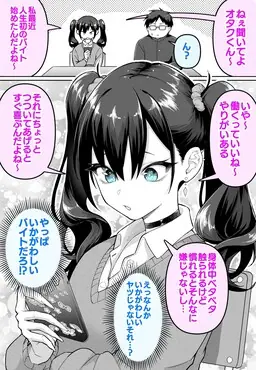 ねぇ聞いてよ
オタクくん～
ん？
私最近
人生初のバイト
始めたんだよね～
いや～
働くっていいね～
やりがいある
それにちょっと
つついてあげると
すぐ喜ぶんだよね～
身体中ベタベタ
触られるけど
慣れるとそんなに
嫌じゃないし…
えっなんか
いかがわしい
ヤツじゃないそれ…？
やっぱ
いかがわしい
バイトだろ!?